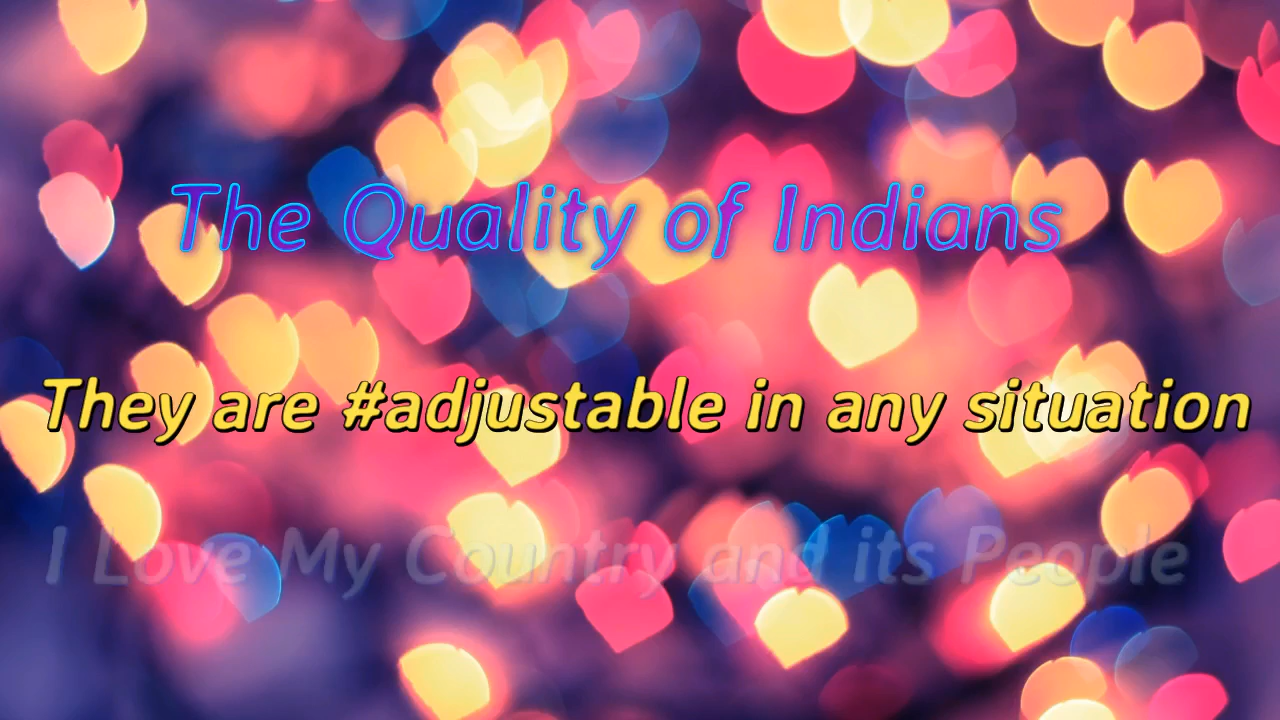 The Quality of Indians
They are #adjustable in any situation
I Love My Country and its People